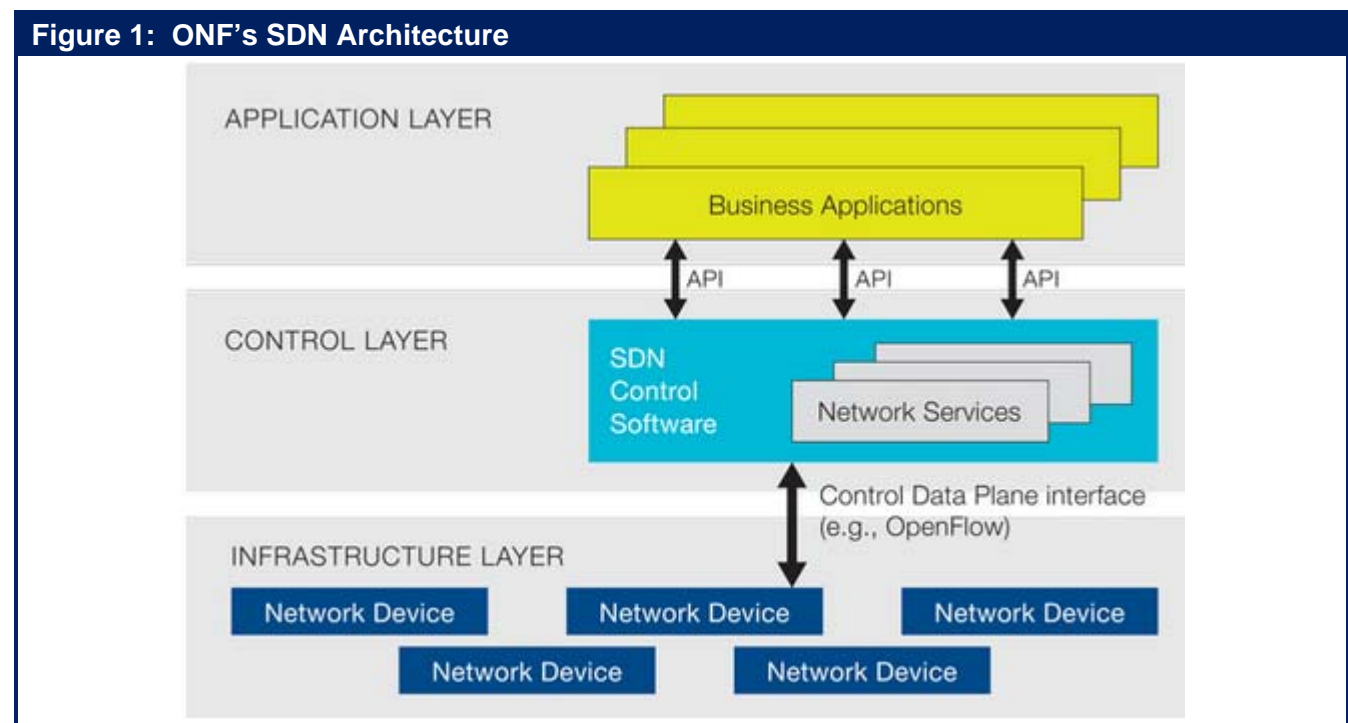 Figure 1: ONF's SDN Architecture
APPLICATION LAYER
Business Applications
API
API
API
CONTROL LAYER
SDN
Control
Software
Network Services
Control Data Plane interface
(e.g., OpenFlow)
INFRASTRUCTURE LAYER
Network Device
Network Device
Network Device
Network Device
Network Device